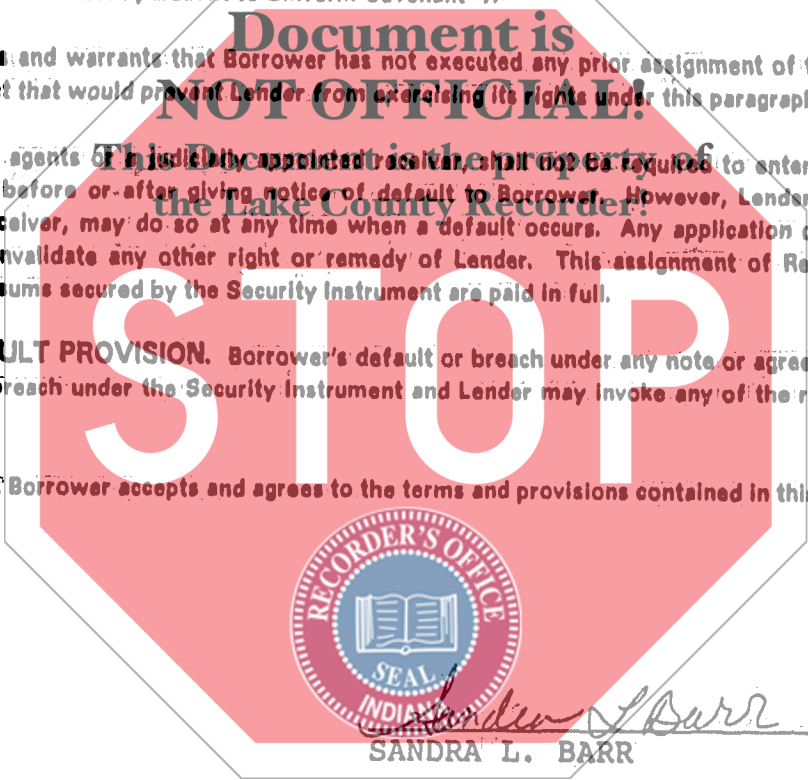 Document is
s and warrants that Borrower has not executed any prior assignment of t
ct that would prevent Lender from exercising its rights under this paragrapl
NOT OFFICIAL!
agents or a judicially appointed receiver, shall not be required to enter
This Document is the property of
before or after giving notice of default to Borrower. However, Lender
the Lake County Recorder!
ceiver, may do so at any time when a default occurs. Any application o
nvalidate any other right or remedy of Lender. This assignment of Re
sums secured by the Security Instrument are paid in full.
STOP
ULT PROVISION. Borrower's default or breach under any note or agree
reach under the Security Instrument and Lender may invoke any of the r
Borrower accepts and agrees to the terms and provisions contained in this
RECORDER'S OFFICE
SEAL
INDIANA
Sandra L Barr
SANDRA L. BARR